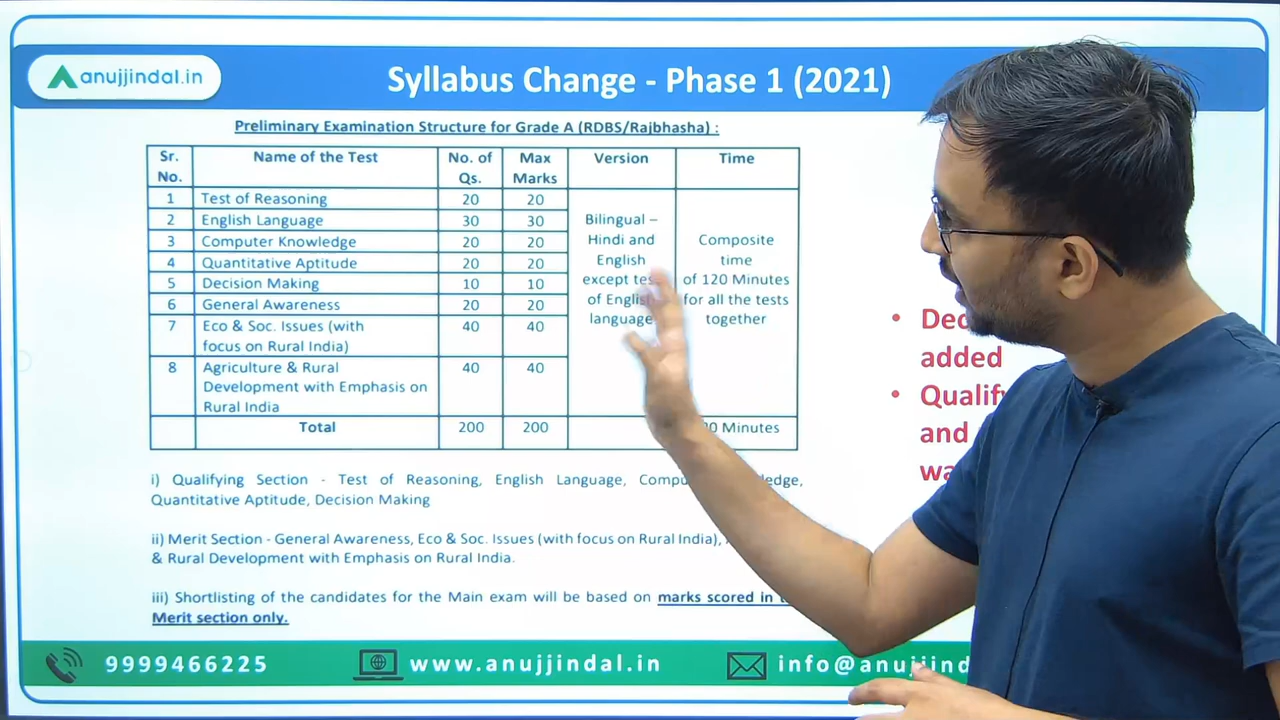 anujjindal.in
Syllabus Change - Phase 1 (2021)
Preliminary Examination Structure for Grade A (RDBS/Rajbhasha) :
Sr. No. Name of the Test No. of Qs. Max Marks Version Time
1 Test of Reasoning 20 20
2 English Language 30 30
3 Computer Knowledge 20 20
4 Quantitative Aptitude 20 20
5 Decision Making 10 10
6 General Awareness 20 20
7 Eco & Soc. Issues (with
focus on Rural India) 40 40
8 Agriculture & Rural
Development with Emphasis on
Rural India 40 40
Bilingual –
Hindi and
English
except
of
language
Composite
time
of 120 Minutes
for all the tests
together
Total 200 200 Minutes
i) Qualifying Section - Test of Reasoning, English Language,
Quantitative Aptitude, Decision Making
ii) Merit Section - General Awareness, Eco & Soc. Issues (with focus on Rural India),
& Rural Development with Emphasis on Rural India.
iii) Shortlisting of the candidates for the Main exam will be based on marks scored in
Merit section only.
•
added
•
and
9999466225
www.anujjindal.in